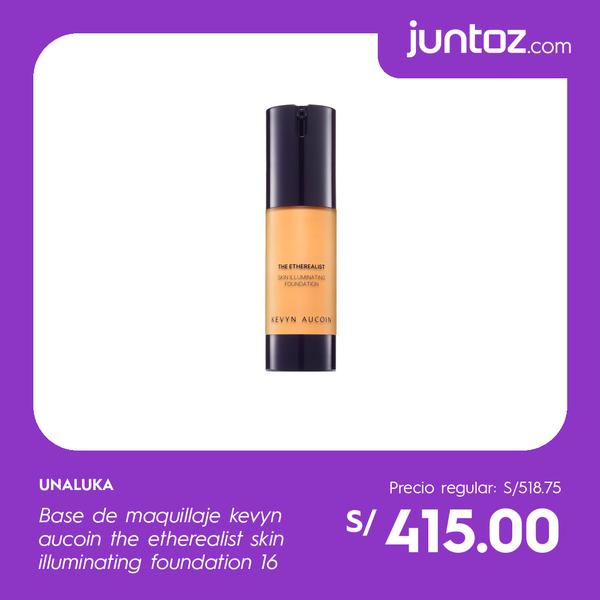 juntoz.com
THE ETHEREALIST
SKIN ILLUMINATING
FOUNDATION
KEVYN AUCOIN
UNALUKA
Base de maquillaje kevyn
aucoin the etherealist skin
illuminating foundation 16
Precio regular: S/518.75
S/ 415.00